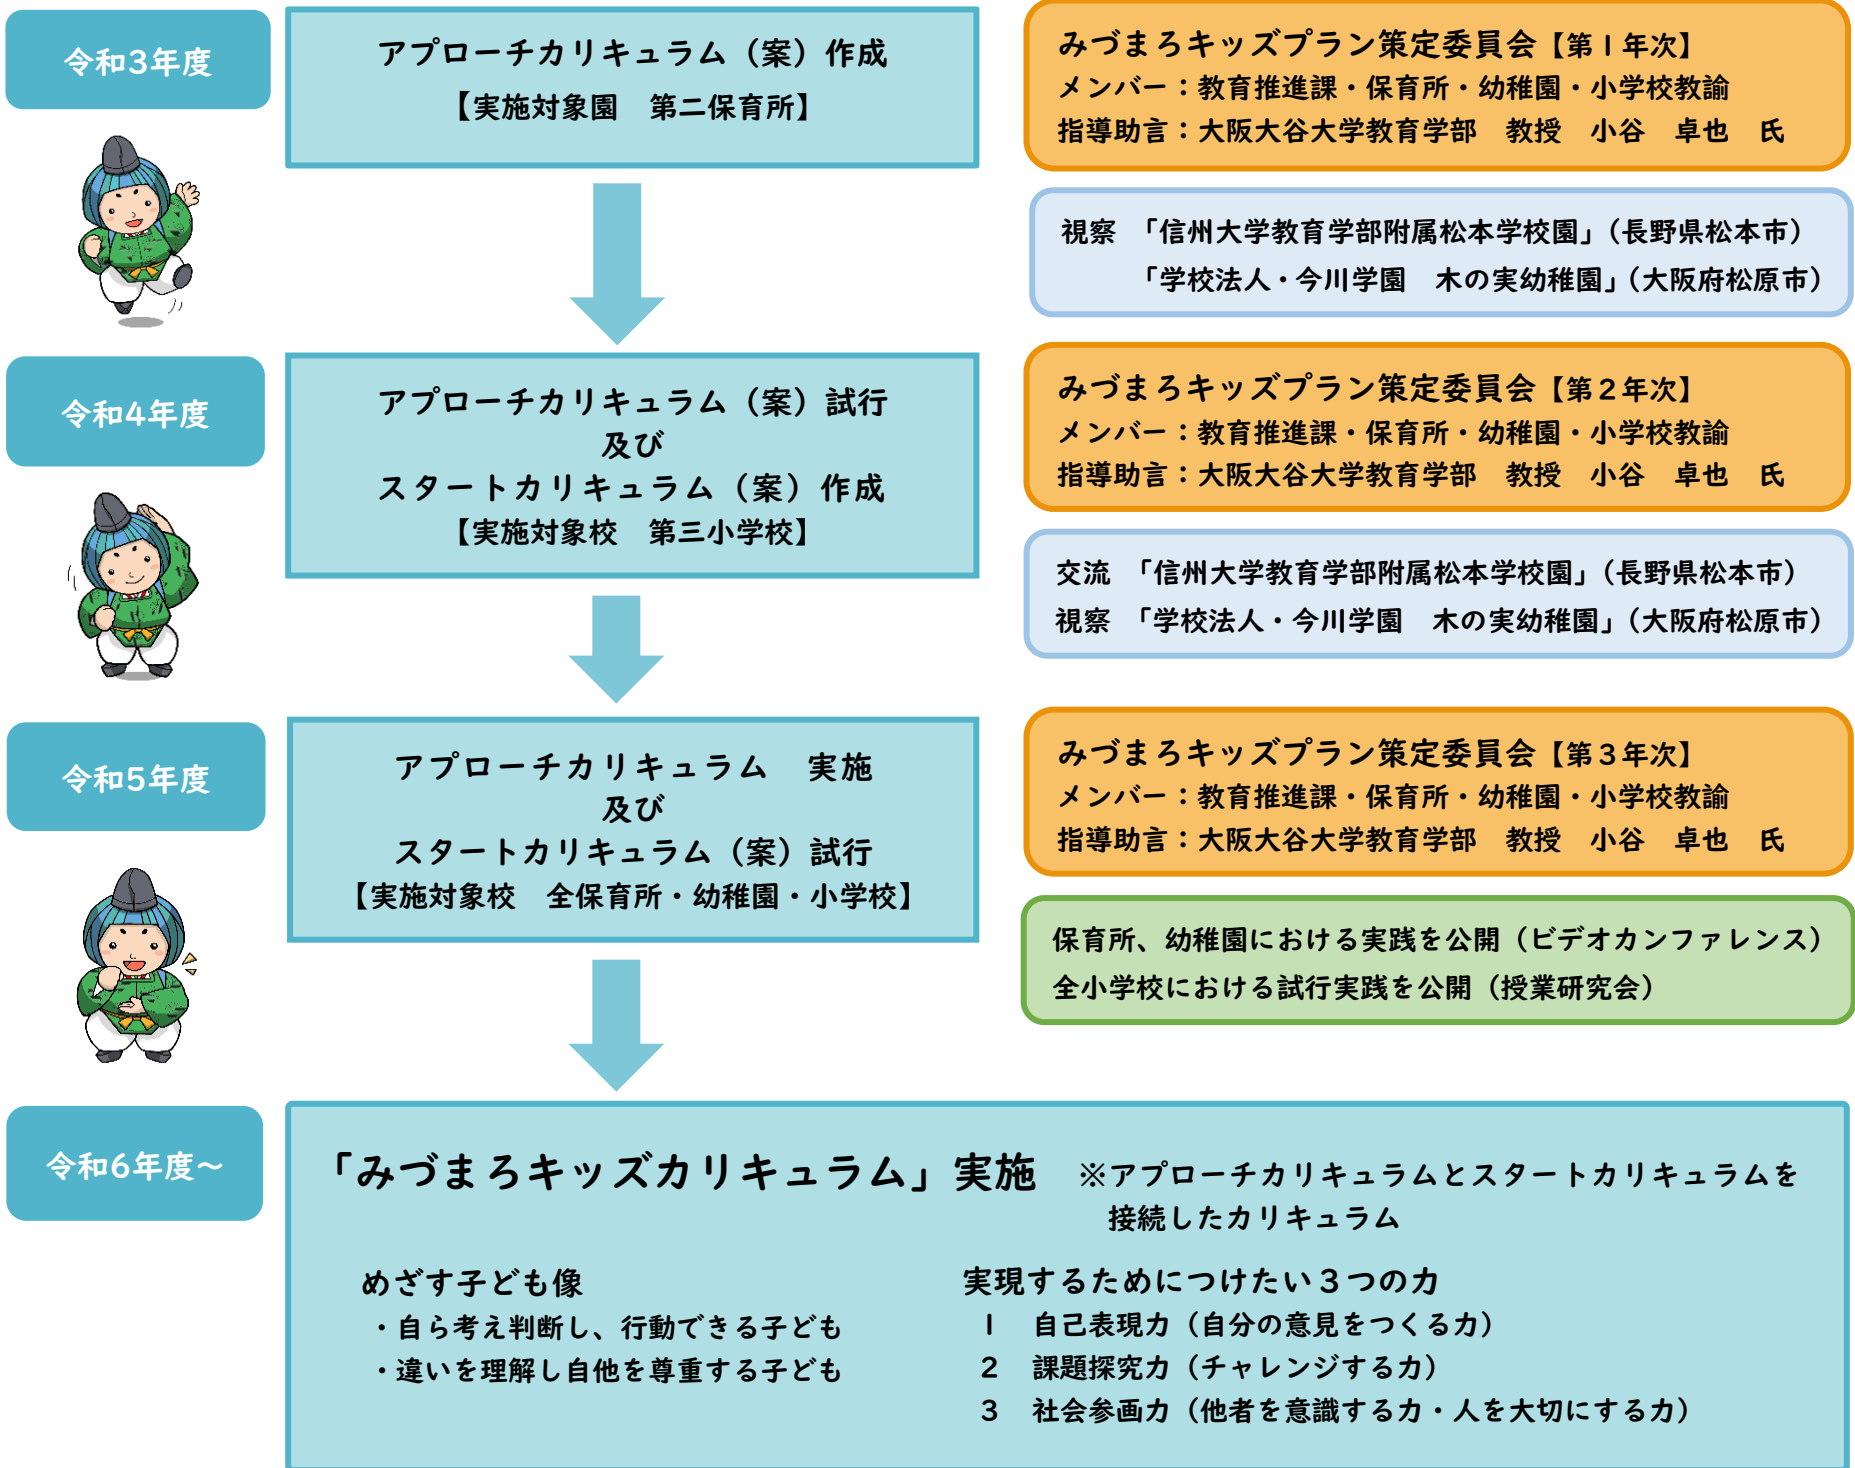 令和3年度
アプローチカリキュラム（案）作成
【実施対象園　第二保育所】
みづまろキッズプラン策定委員会【第１年次】
メンバー：教育推進課・保育所・幼稚園・小学校教諭
指導助言：大阪大谷大学教育学部　教授　小谷　卓也　氏
視察　「信州大学教育学部附属松本学校園」（長野県松本市）
「学校法人・今川学園　木の実幼稚園」（大阪府松原市）
令和4年度
アプローチカリキュラム（案）試行
及び
スタートカリキュラム（案）作成
【実施対象校　第三小学校】
みづまろキッズプラン策定委員会【第２年次】
メンバー：教育推進課・保育所・幼稚園・小学校教諭
指導助言：大阪大谷大学教育学部　教授　小谷　卓也　氏
交流　「信州大学教育学部附属松本学校園」（長野県松本市）
視察　「学校法人・今川学園　木の実幼稚園」（大阪府松原市）
令和5年度
アプローチカリキュラム　実施
及び
スタートカリキュラム（案）試行
【実施対象校　全保育所・幼稚園・小学校】
みづまろキッズプラン策定委員会【第３年次】
メンバー：教育推進課・保育所・幼稚園・小学校教諭
指導助言：大阪大谷大学教育学部　教授　小谷　卓也　氏
保育所、幼稚園における実践を公開（ビデオカンファレンス）
全小学校における試行実践を公開（授業研究会）
令和6年度～
「みづまろキッズカリキュラム」実施　※アプローチカリキュラムとスタートカリキュラムを
接続したカリキュラム
めざす子ども像
・自ら考え判断し、行動できる子ども
・違いを理解し自他を尊重する子ども
実現するためにつけたい３つの力
１　自己表現力（自分の意見をつくる力）
２　課題探究力（チャレンジする力）
３　社会参画力（他者を意識する力・人を大切にする力）